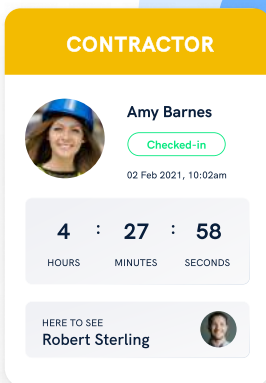 CONTRACTOR
Amy Barnes
Checked-in
02 Feb 2021, 10:02am
4 : 27 : 58
HOURS MINUTES SECONDS
HERE TO SEE
Robert Sterling